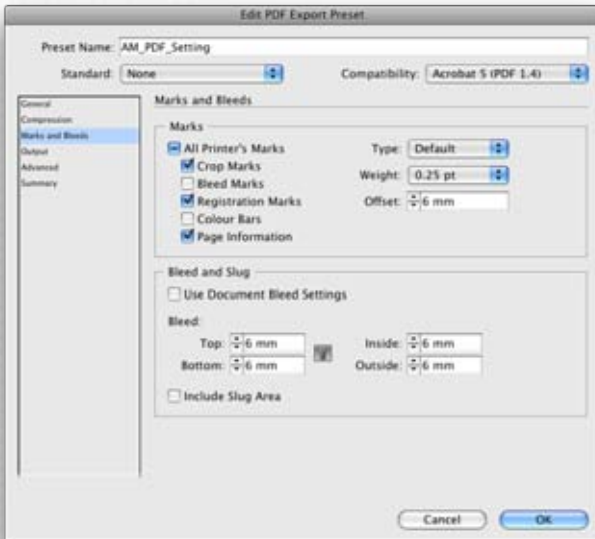 Edit PDF Export Preset
Preset Name: AM_PDF_Setting
Standard: None Compatibility: Acrobat 5 (PDF 1.4)
General
Compression
Marks and Bleeds
Output
Advanced
Summary
Marks and Bleeds
Marks
All Printer's Marks Type: Default
Crop Marks Weight: 0.25 pt
Bleed Marks
Registration Marks Offset: 6 mm
Colour Bars
Page Information
Bleed and Slug
Use Document Bleed Settings
Bleed:
Top: 6 mm Inside: 6 mm
Bottom: 6 mm Outside: 6 mm
Include Slug Area
Cancel OK